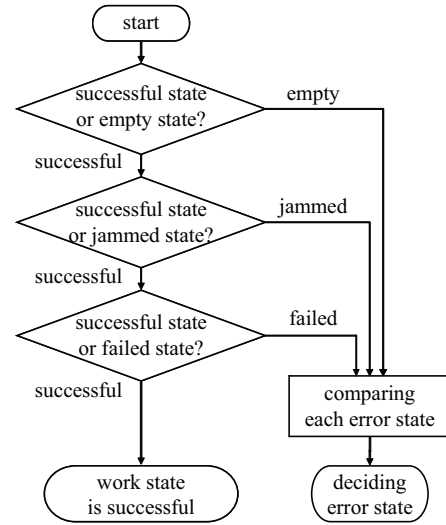 start
successful state
or empty state?
empty
successful
successful state
or jammed state?
jammed
successful
successful state
or failed state?
failed
successful
comparing
each error state
work state
is successful
deciding
error state